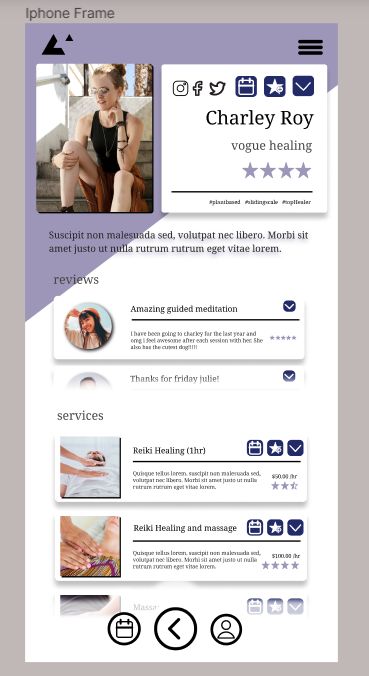 Iphone Frame
Charley Roy
vogue healing
#plantbased #slidingscale #topHealer
Suscipit non malesuada sed, volutpat nec libero. Morbi sit
amet justo ut nulla rutrum rutrum eget vitae lorem.
reviews
Amazing guided meditation
I have been going to charley for the last year and
omg i feel awesome after each session with her. She
also has the cutest dog!!!!!
Thanks for friday julie!
services
Reiki Healing (1hr)
Quisque tellus lorem, suscipit non malesuada sed,
volutpat nec libero. Morbi sit amet justo ut nulla
rutrum rutrum eget vitae lorem.
$50.00 /hr
Reiki Healing and massage
Quisque tellus lorem, suscipit non malesuada sed,
volutpat nec libero. Morbi sit amet justo ut nulla
rutrum rutrum eget vitae lorem.
$100.00 /hr